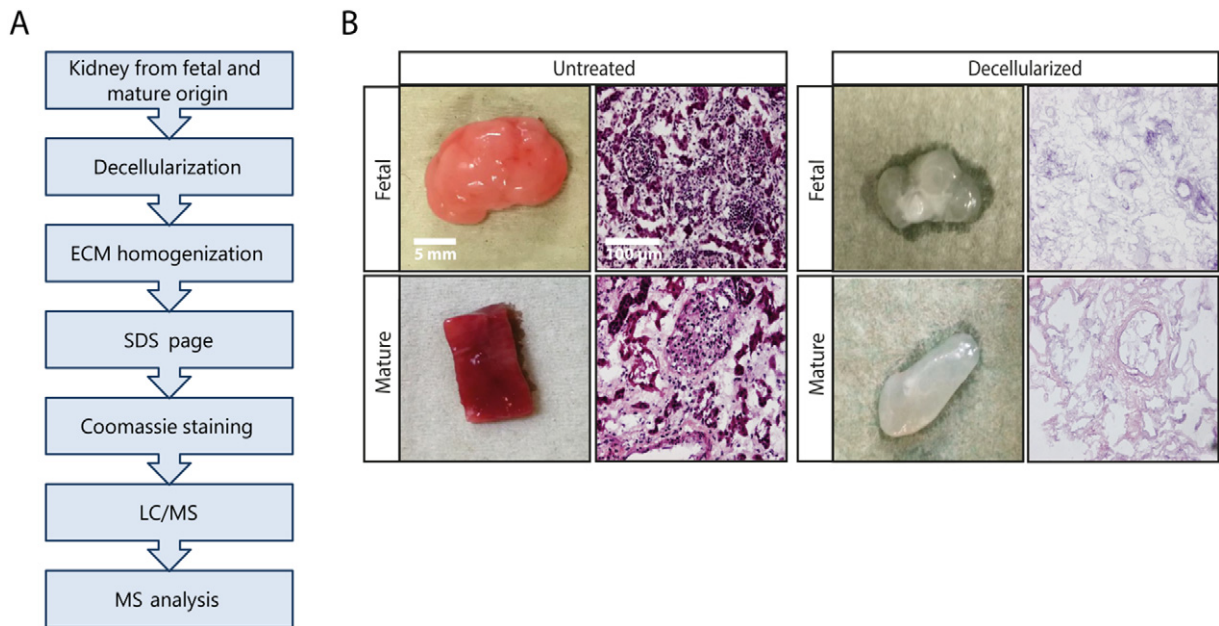 A
Kidney from fetal and
mature origin
Decellularization
ECM homogenization
SDS page
Coomassie staining
LC/MS
MS analysis
B
Untreated
Decellularized
Fetal
5 mm
100 µm
Fetal
Mature
Mature